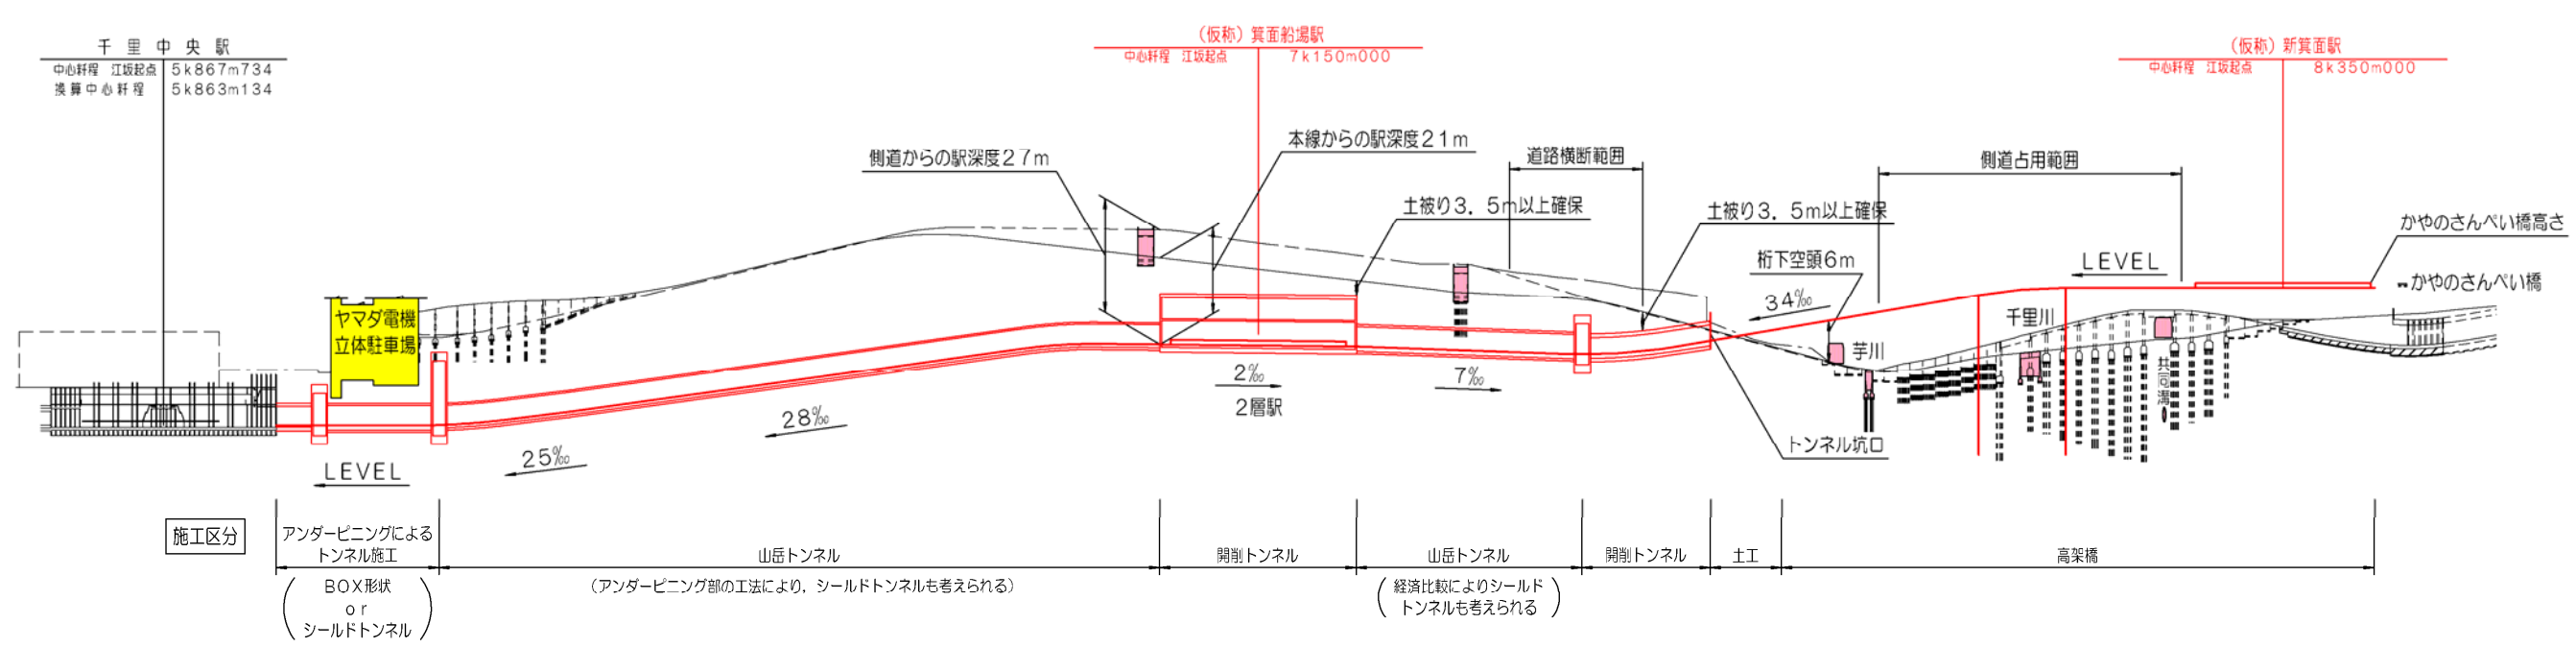 千里中央駅
中心粁程 江坂起点 5k867m734
換算中心粁程 5k863m134
(仮称)箕面船場駅
中心粁程 江坂起点 7k150m000
(仮称)新箕面駅
中心粁程 江坂起点 8k350m000
側道からの駅深度27m
本線からの駅深度21m
道路横断範囲
側道占用範囲
土被り3.5m以上確保
土被り3.5m以上確保
かやのさんぺい橋高さ
桁下空頭6m
LEVEL
かやのさんぺい橋
34‰
ヤマダ電機
立体駐車場
千里川
芋川
共同溝
2‰
2層駅
7‰
28‰
25‰
トンネル坑口
LEVEL
施工区分
アンダーピニングによる
トンネル施工
山岳トンネル
開削トンネル
山岳トンネル
開削トンネル
土工
高架橋
BOX形状
or
シールドトンネル
(アンダーピニング部の工法により,シールドトンネルも考えられる)
経済比較によりシールド
トンネルも考えられる